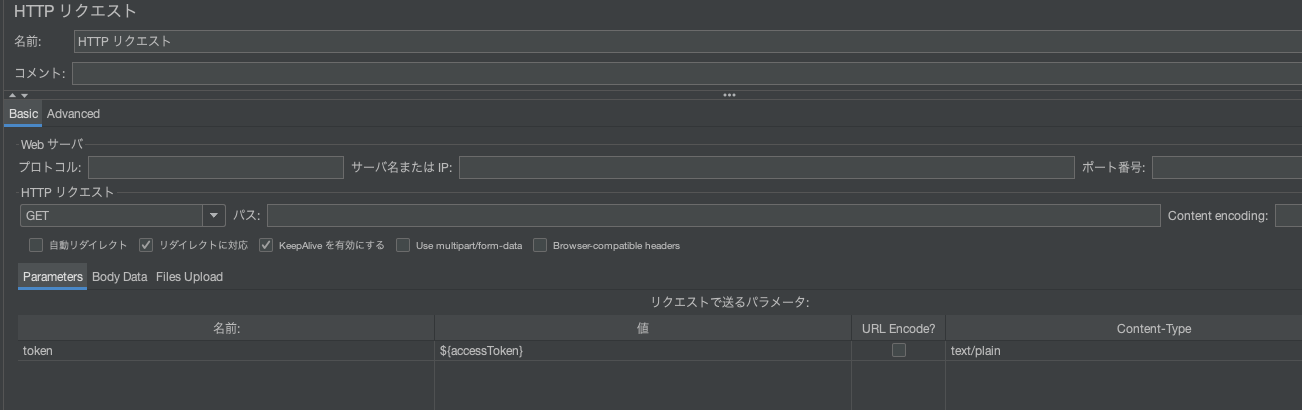 HTTP リクエスト
名前: HTTP リクエスト
コメント:
Basic Advanced
Web サーバ
プロトコル: サーバ名または IP: ポート番号:
HTTP リクエスト
GET パス: Content encoding:
自動リダイレクト リダイレクトに対応 KeepAlive を有効にする Use multipart/form-data Browser-compatible headers
Parameters Body Data Files Upload
リクエストで送るパラメータ:
名前: 値 URL Encode? Content-Type
token ${accessToken} text/plain